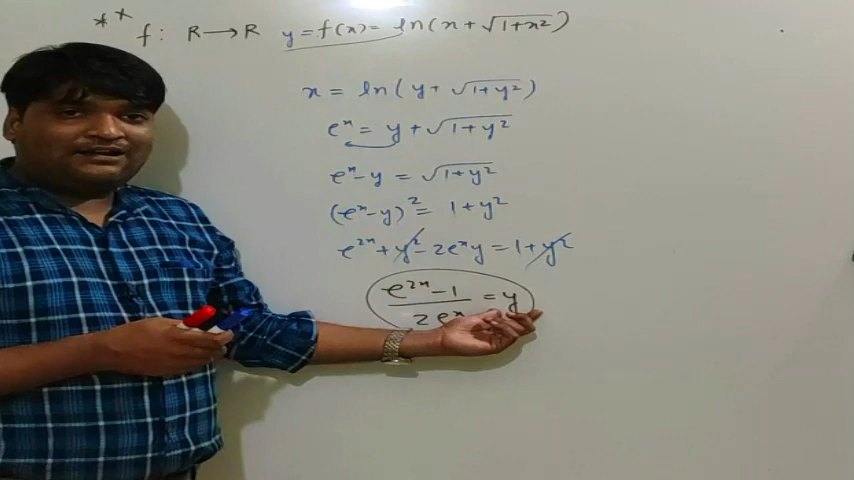 ** f: R→R y=f(x)= ln(x+√1+x²)
x = ln(y+ √1+y²)
eˣ = y+√1+y²
eˣ-y = √1+y²
(eˣ-y)² = 1+y²
e²ˣ+y²-2eˣy=1+y²
e²ˣ-1/2eˣ = y